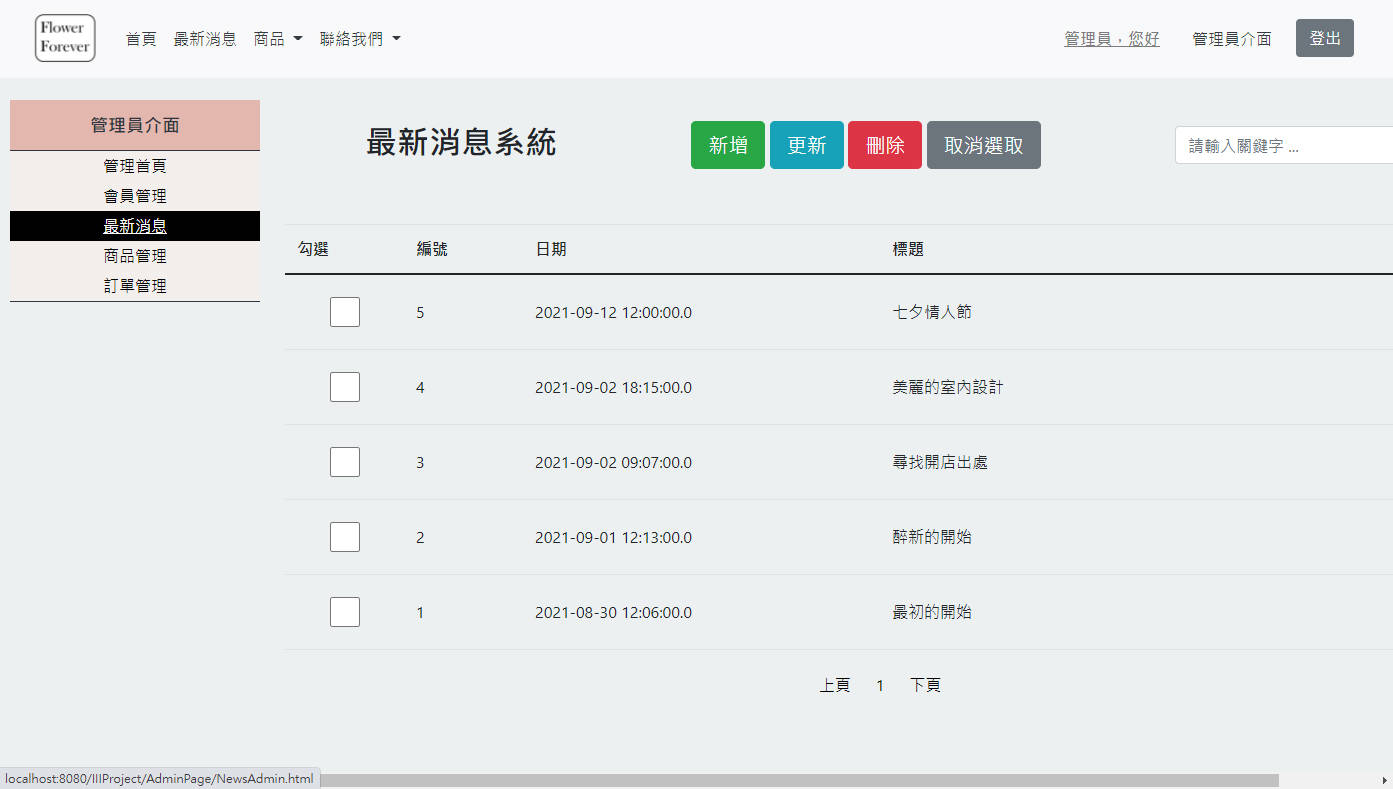 Flower
Forever
首頁 最新消息 商品 聯絡我們 管理員，您好 管理員介面 登出
管理員介面
管理首頁
會員管理
最新消息
商品管理
訂單管理
最新消息系統 新增 更新 刪除 取消選取 請輸入關鍵字 ...
勾選 編號 日期 標題
5 2021-09-12 12:00:00.0 七夕情人節
4 2021-09-02 18:15:00.0 美麗的室內設計
3 2021-09-02 09:07:00.0 尋找開店出處
2 2021-09-01 12:13:00.0 醉新的開始
1 2021-08-30 12:06:00.0 最初的開始
上頁 1 下頁
localhost:8080/IIIProject/AdminPage/NewsAdmin.html